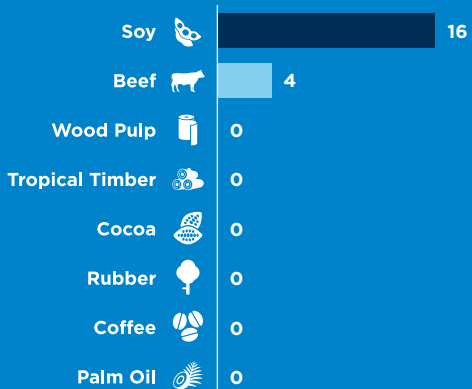 Soy 16
Beef 4
Wood Pulp 0
Tropical Timber 0
Cocoa 0
Rubber 0
Coffee 0
Palm Oil 0